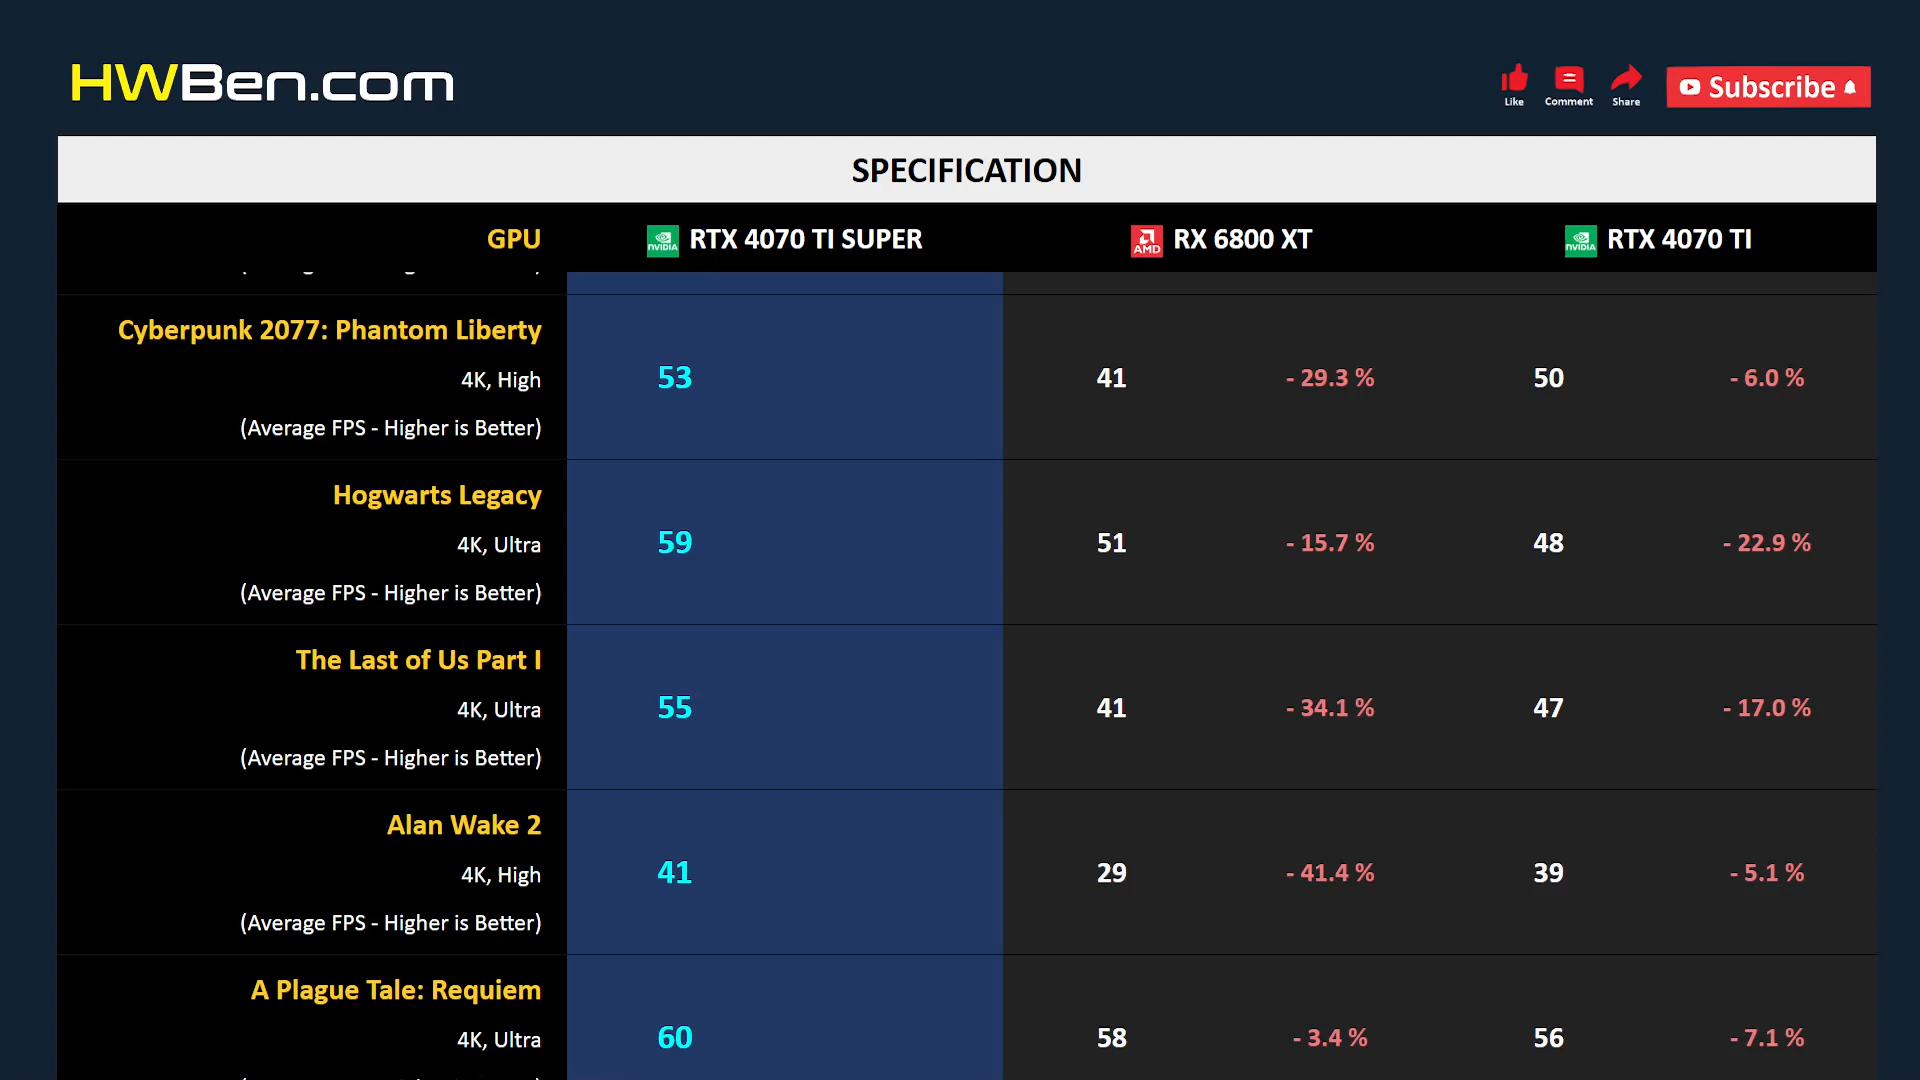 HWBen.com
Like
Comment
Share
Subscribe
SPECIFICATION
GPU
NVIDIA RTX 4070 TI SUPER
AMD RX 6800 XT
NVIDIA RTX 4070 TI
Cyberpunk 2077: Phantom Liberty
4K, High
(Average FPS - Higher is Better)
53
41 - 29.3 %
50 - 6.0 %
Hogwarts Legacy
4K, Ultra
(Average FPS - Higher is Better)
59
51 - 15.7 %
48 - 22.9 %
The Last of Us Part I
4K, Ultra
(Average FPS - Higher is Better)
55
41 - 34.1 %
47 - 17.0 %
Alan Wake 2
4K, High
(Average FPS - Higher is Better)
41
29 - 41.4 %
39 - 5.1 %
A Plague Tale: Requiem
4K, Ultra
60
58 - 3.4 %
56 - 7.1 %